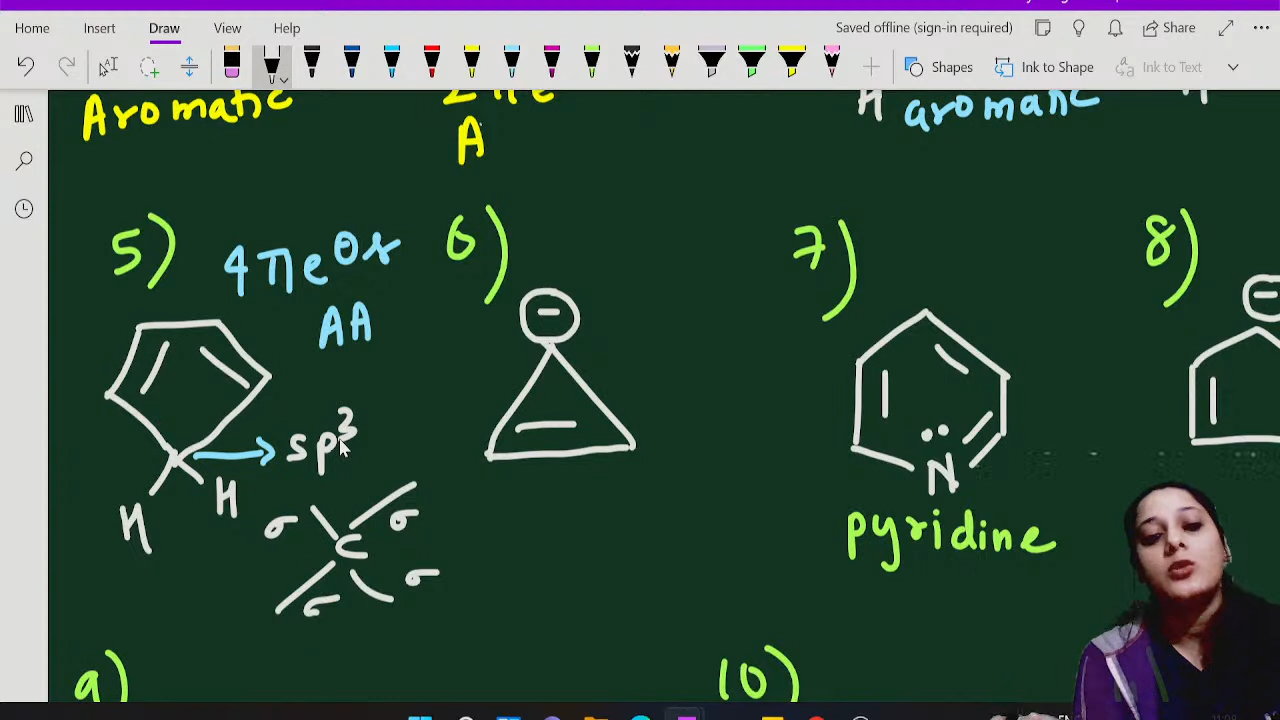 Saved offline (sign-in required)
Share
Home Insert Draw View Help
Shapes Ink to Shape Ink to Text
Aromatic
A
H aromatic
5) 4πe⊖ x
AA
6)
−
7)
8)
−
sp3
H H
σ σ
C
σ σ
N
pyridine
9)
10)